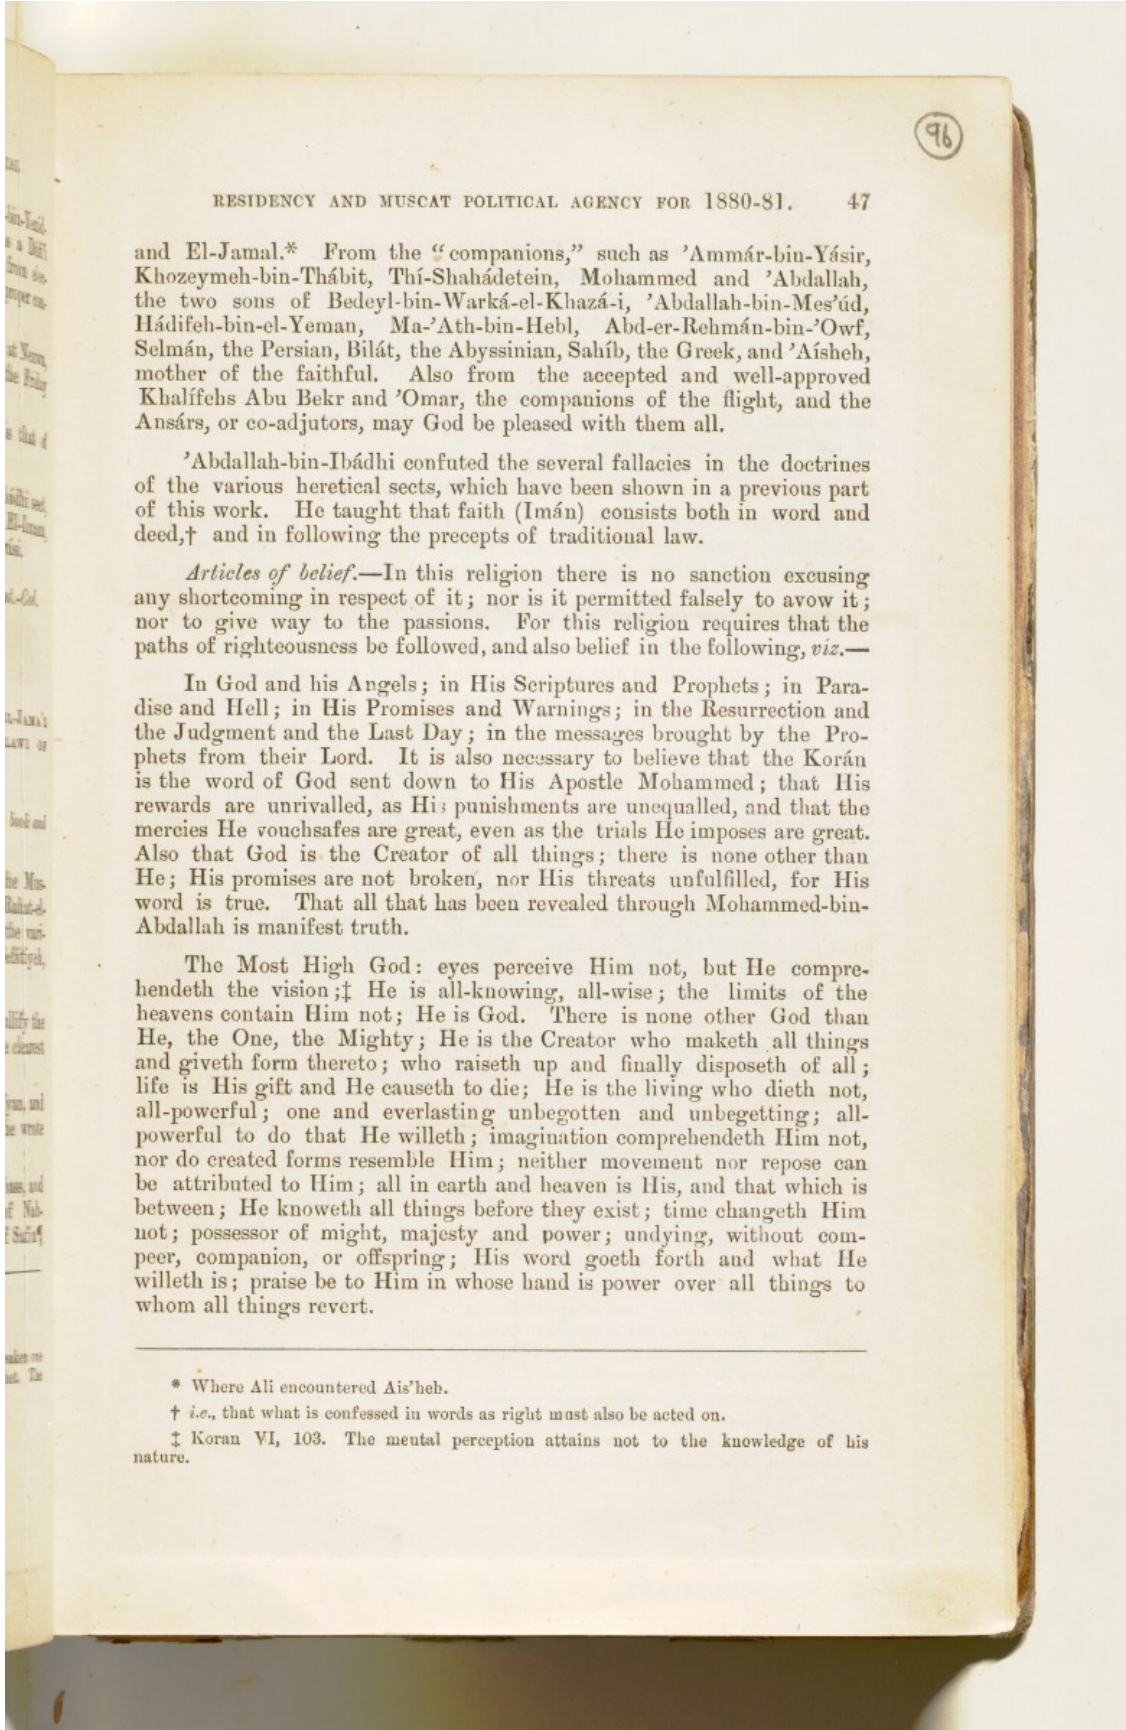 96
RESIDENCY AND MUSCAT POLITICAL AGENCY FOR 1880-81. 47
and El-Jamal.* From the “companions,” such as ’Ammár-bin-Yásir,
Khozeymeh-bin-Thábit, Thí-Shahádetein, Mohammed and ’Abdallah,
the two sons of Bedeyl-bin-Warká-el-Khazá-i, ’Abdallah-bin-Mes’úd,
Hádifeh-bin-el-Yeman, Ma-’Ath-bin-Hebl, Abd-er-Rehmán-bin-’Owf,
Selmán, the Persian, Bilát, the Abyssinian, Sahíb, the Greek, and ’Aísheh,
mother of the faithful. Also from the accepted and well-approved
Khalífehs Abu Bekr and ’Omar, the companions of the flight, and the
Ansárs, or co-adjutors, may God be pleased with them all.
’Abdallah-bin-Ibádhi confuted the several fallacies in the doctrines
of the various heretical sects, which have been shown in a previous part
of this work. He taught that faith (Imán) consists both in word and
deed,† and in following the precepts of traditional law.
Articles of belief.—In this religion there is no sanction excusing
any shortcoming in respect of it; nor is it permitted falsely to avow it;
nor to give way to the passions. For this religion requires that the
paths of righteousness be followed, and also belief in the following, viz.—
In God and his Angels; in His Scriptures and Prophets; in Para-
dise and Hell; in His Promises and Warnings; in the Resurrection and
the Judgment and the Last Day; in the messages brought by the Pro-
phets from their Lord. It is also necessary to believe that the Korán
is the word of God sent down to His Apostle Mohammed; that His
rewards are unrivalled, as His punishments are unequalled, and that the
mercies He vouchsafes are great, even as the trials He imposes are great.
Also that God is the Creator of all things; there is none other than
He; His promises are not broken, nor His threats unfulfilled, for His
word is true. That all that has been revealed through Mohammed-bin-
Abdallah is manifest truth.
The Most High God: eyes perceive Him not, but He compre-
hendeth the vision;‡ He is all-knowing, all-wise; the limits of the
heavens contain Him not; He is God. There is none other God than
He, the One, the Mighty; He is the Creator who maketh all things
and giveth form thereto; who raiseth up and finally disposeth of all;
life is His gift and He causeth to die; He is the living who dieth not,
all-powerful; one and everlasting unbegotten and unbegetting; all-
powerful to do that He willeth; imagination comprehendeth Him not,
nor do created forms resemble Him; neither movement nor repose can
be attributed to Him; all in earth and heaven is His, and that which is
between; He knoweth all things before they exist; time changeth Him
not; possessor of might, majesty and power; undying, without com-
peer, companion, or offspring; His word goeth forth and what He
willeth is; praise be to Him in whose hand is power over all things to
whom all things revert.
* Where Ali encountered Ais’heh.
† i.e., that what is confessed in words as right must also be acted on.
‡ Koran VI, 103. The mental perception attains not to the knowledge of his
nature.